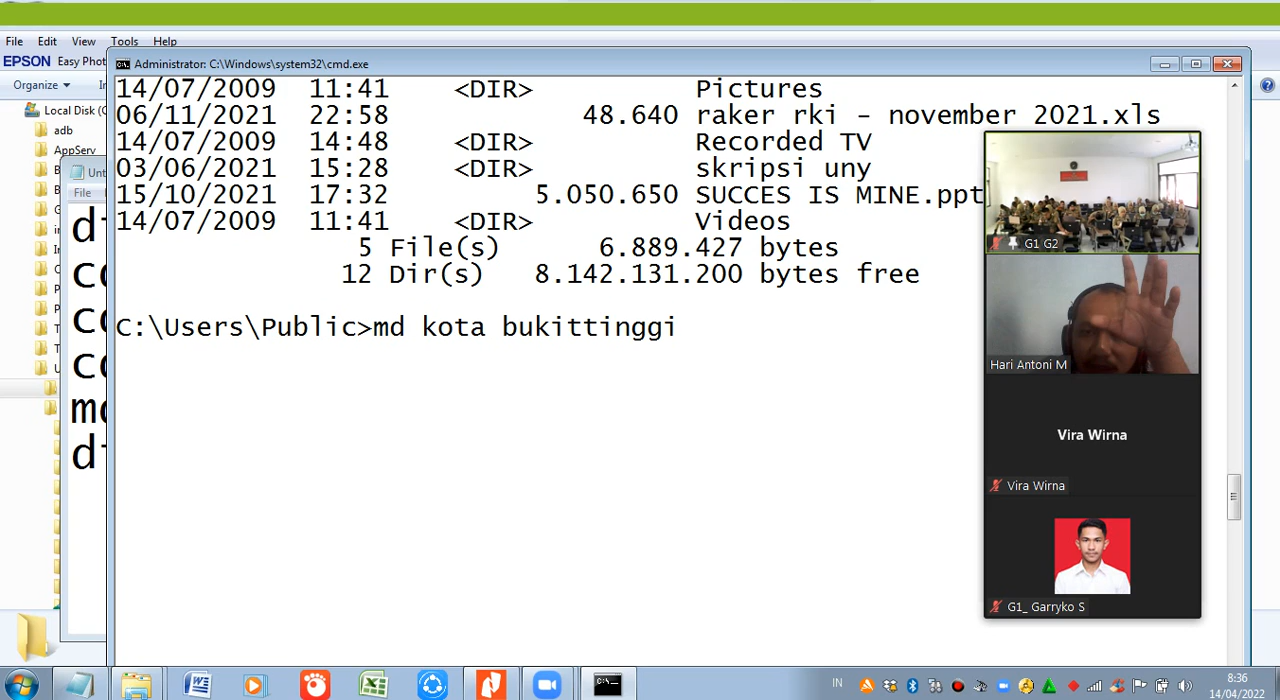 File Edit View Tools Help
EPSON Easy Phot
Organize
Local Disk (C
adb
AppServ
Administrator: C:\Windows\system32\cmd.exe
14/07/2009 11:41 <DIR> Pictures
06/11/2021 22:58 48.640 raker rki - november 2021.xls
14/07/2009 14:48 <DIR> Recorded TV
03/06/2021 15:28 <DIR> skripsi uny
15/10/2021 17:32 5.050.650 SUCCES IS MINE.ppt
14/07/2009 11:41 <DIR> Videos
5 File(s) 6.889.427 bytes
12 Dir(s) 8.142.131.200 bytes free
C:\Users\Public>md kota bukittinggi
Unt
File
G1 G2
Hari Antoni M
Vira Wirna
Vira Wirna
G1_ Garryko S
IN
8:36
14/04/2022